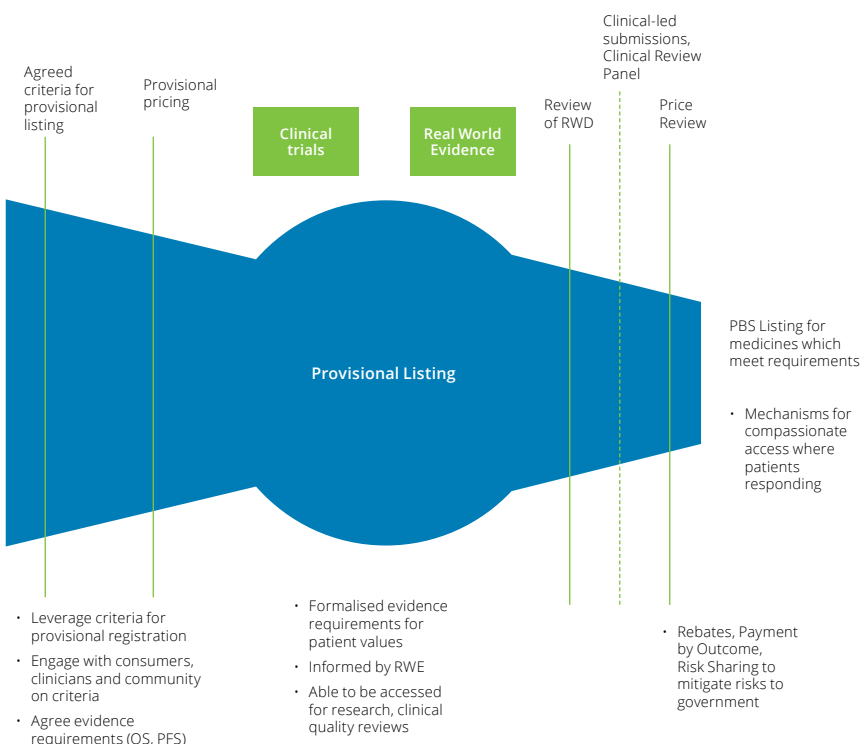 Clinical-led
submissions,
Clinical Review
Panel
Agreed
criteria for
provisional
listing
Provisional
pricing
Clinical
trials
Real World
Evidence
Review
of RWD
Price
Review
Provisional Listing
PBS Listing for
medicines which
meet requirements
• Mechanisms for
compassionate
access where
patients
responding
• Leverage criteria for
provisional registration
• Engage with consumers,
clinicians and community
on criteria
• Agree evidence
requirements (OS, PFS)
• Formalised evidence
requirements for
patient values
• Informed by RWE
• Able to be accessed
for research, clinical
quality reviews
• Rebates, Payment
by Outcome,
Risk Sharing to
mitigate risks to
government